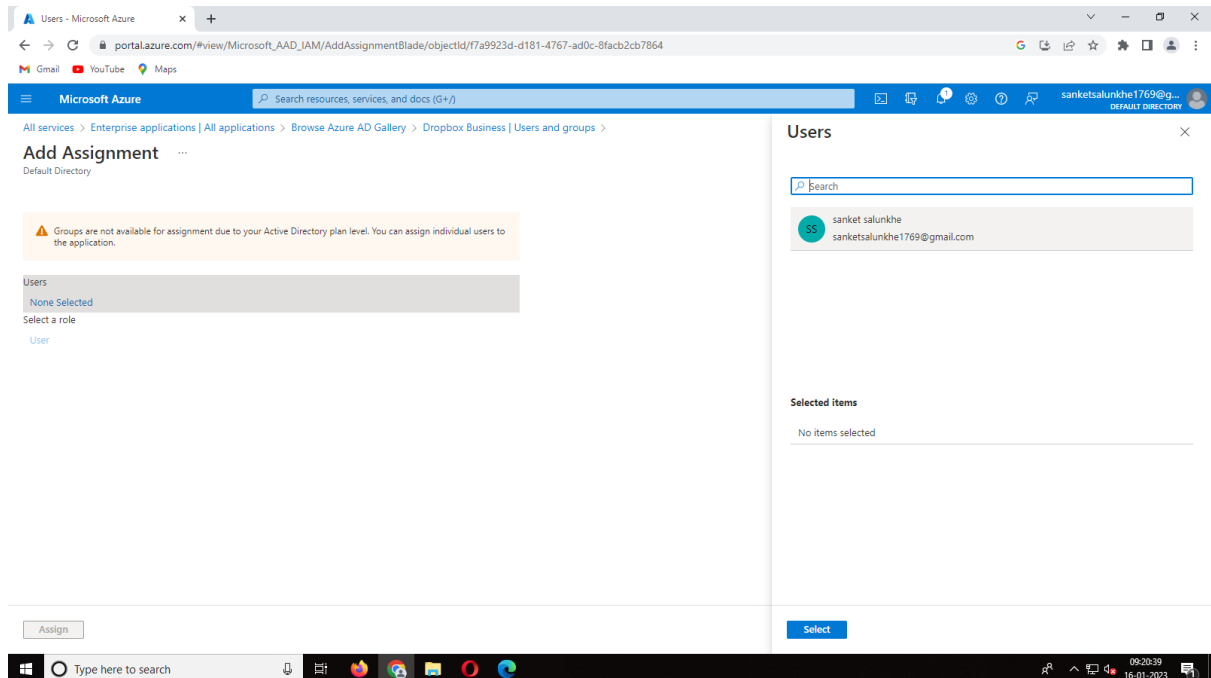 Users - Microsoft Azure
portal.azure.com/#view/Microsoft_AAD_IAM/AddAssignmentBlade/objectId/f7a9923d-d181-4767-ad0c-8facb2cb7864
Gmail YouTube Maps
Microsoft Azure
Search resources, services, and docs (G+/)
1
sanketsalunkhe1769@g...
DEFAULT DIRECTORY
All services > Enterprise applications | All applications > Browse Azure AD Gallery > Dropbox Business | Users and groups >
Add Assignment ...
Default Directory
Groups are not available for assignment due to your Active Directory plan level. You can assign individual users to
the application.
Users
None Selected
Select a role
User
Assign
Users
Search
SS
sanket salunkhe
sanketsalunkhe1769@gmail.com
Selected items
No items selected
Select
Type here to search
09:20:39
16-01-2023